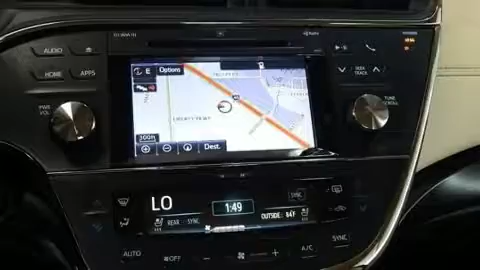 AUDIO
HOME APPS
PWR
VOL
E Options
300ft
Dest.
SEEK
TRACK
TUNE
SCROLL
LO
REAR SYNC
1:49
SYNC
OUTSIDE: 84F
AUTO
OFF
A/C
SYNC